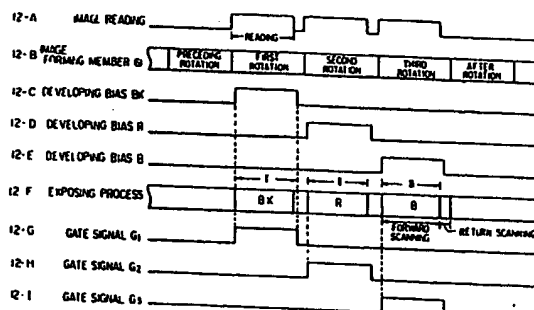 12-A IMAGE READING
READING
12-B IMAGE FORMING MEMBER 61
PRECEDING ROTATION
FIRST ROTATION
SECOND ROTATION
THIRD ROTATION
AFTER ROTATION
12-C DEVELOPING BIAS BK
12-D DEVELOPING BIAS R
12-E DEVELOPING BIAS B
12-F EXPOSING PROCESS
BK
R
B
FORWARD SCANNING
RETURN SCANNING
12-G GATE SIGNAL G1
12-H GATE SIGNAL G2
12-I GATE SIGNAL G3